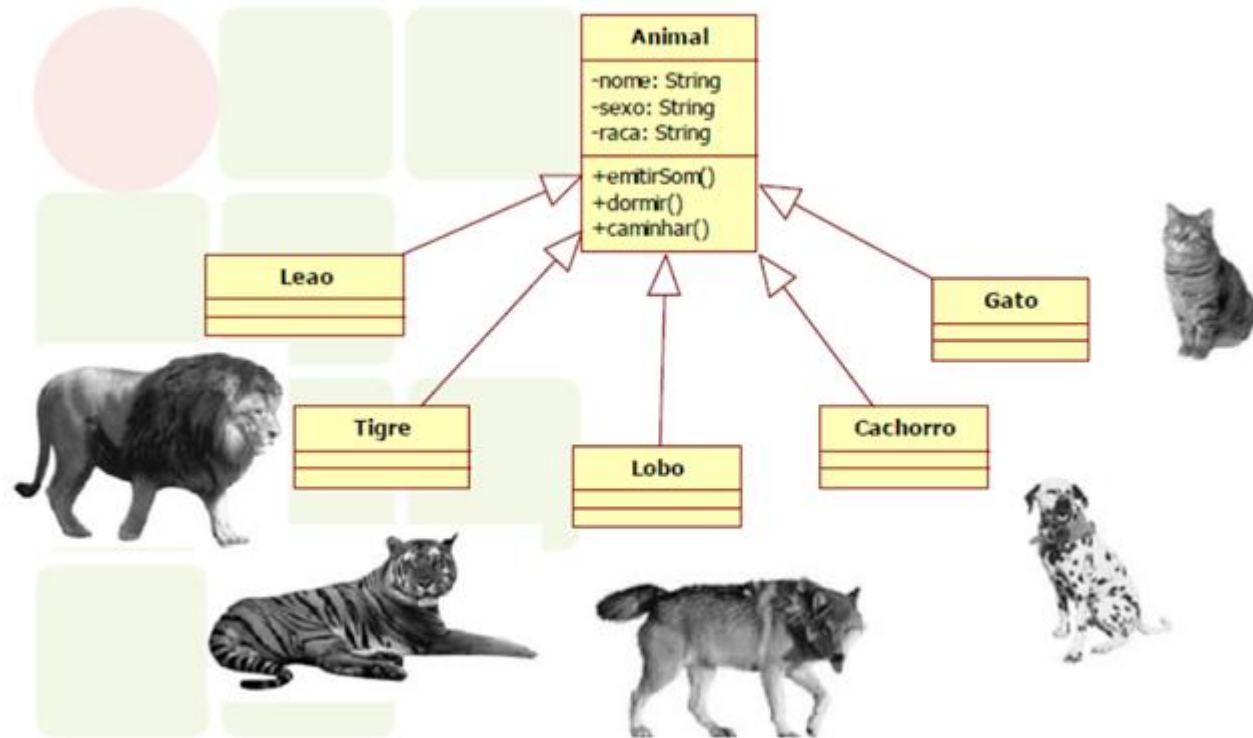 Animal
-nome: String
-sexo: String
-raca: String
+emitirSom()
+dormir()
+caminhar()
Leao
Gato
Tigre
Cachorro
Lobo